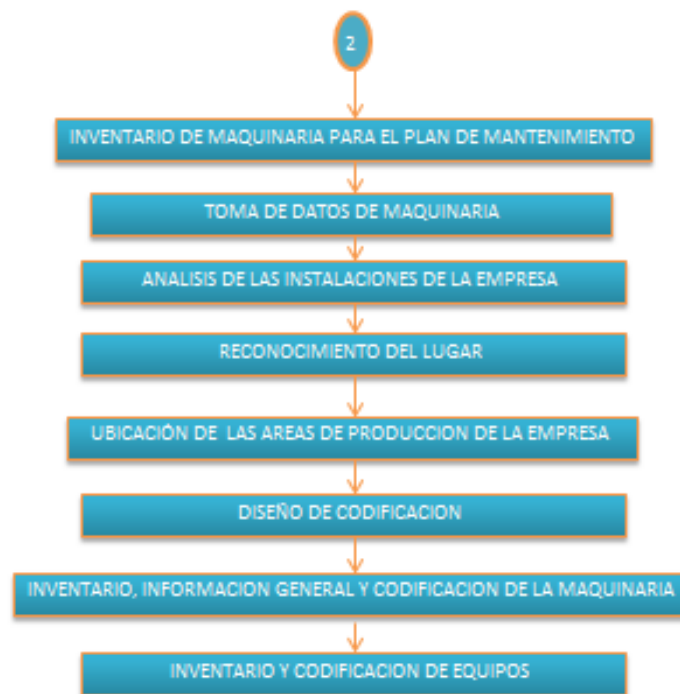 2
INVENTARIO DE MAQUINARIA PARA EL PLAN DE MANTENIMIENTO
TOMA DE DATOS DE MAQUINARIA
ANALISIS DE LAS INSTALACIONES DE LA EMPRESA
RECONOCIMIENTO DEL LUGAR
UBICACIÓN DE LAS AREAS DE PRODUCCION DE LA EMPRESA
DISEÑO DE CODIFICACION
INVENTARIO, INFORMACION GENERAL Y CODIFICACION DE LA MAQUINARIA
INVENTARIO Y CODIFICACION DE EQUIPOS